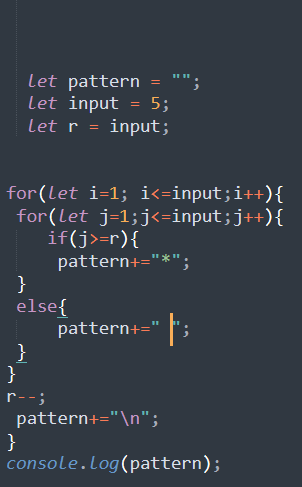 let pattern = "";
let input = 5;
let r = input;
for(let i=1; i<=input;i++){
for(let j=1;j<=input;j++){
if(j>=r){
pattern+="*";
}
else{
pattern+=" ";
}
}
r--;
pattern+="\n";
}
console.log(pattern);